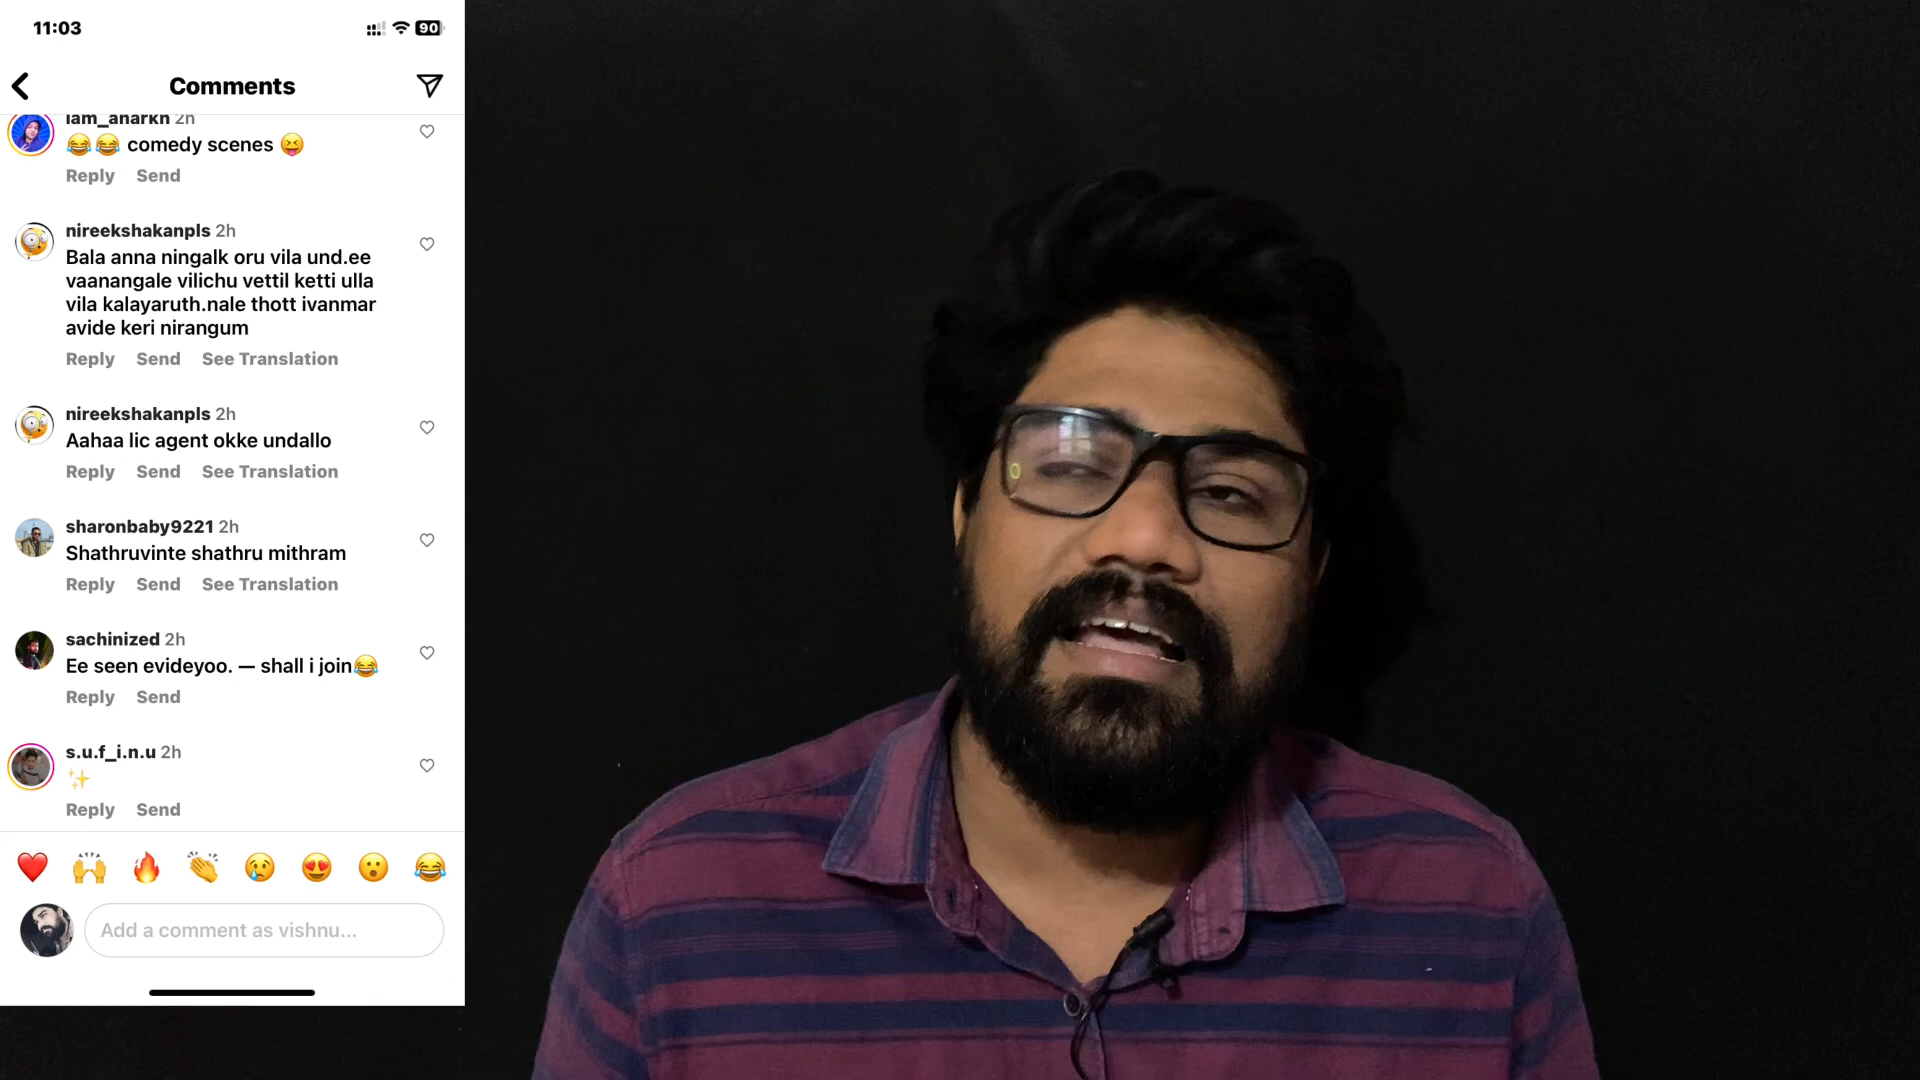 11:03
90
Comments
iam_anarkh 2h
😂😂 comedy scenes 😝
Reply Send
nireekshakanpls 2h
Bala anna ningalk oru vila und.ee
vaanangale vilichu vettil ketti ulla
vila kalayaruth.nale thott ivanmar
avide keri nirangum
Reply Send See Translation
nireekshakanpls 2h
Aahaa lic agent okke undallo
Reply Send See Translation
sharonbaby9221 2h
Shathruvinte shathru mithram
Reply Send See Translation
sachinized 2h
Ee seen evideyoo. — shall i join😂
Reply Send
s.u.f_i.n.u 2h
✨
Reply Send
❤️ 🙌 🔥 👏 😢 😍 😮 😂
Add a comment as vishnu...